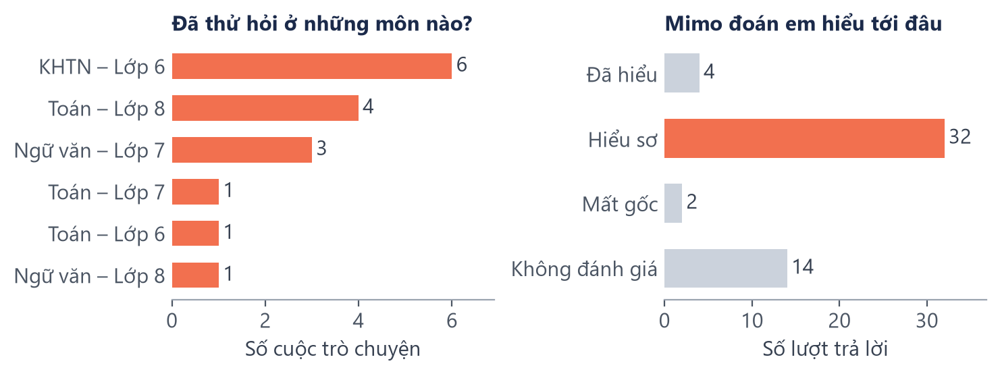 Đã thử hỏi ở những môn nào?
KHTN – Lớp 6
6
Toán – Lớp 8
4
Ngữ văn – Lớp 7
3
Toán – Lớp 7
1
Toán – Lớp 6
1
Ngữ văn – Lớp 8
1
0 2 4 6
Số cuộc trò chuyện
Mimo đoán em hiểu tới đâu
Đã hiểu
4
Hiểu sơ
32
Mất gốc
2
Không đánh giá
14
0 10 20 30
Số lượt trả lời